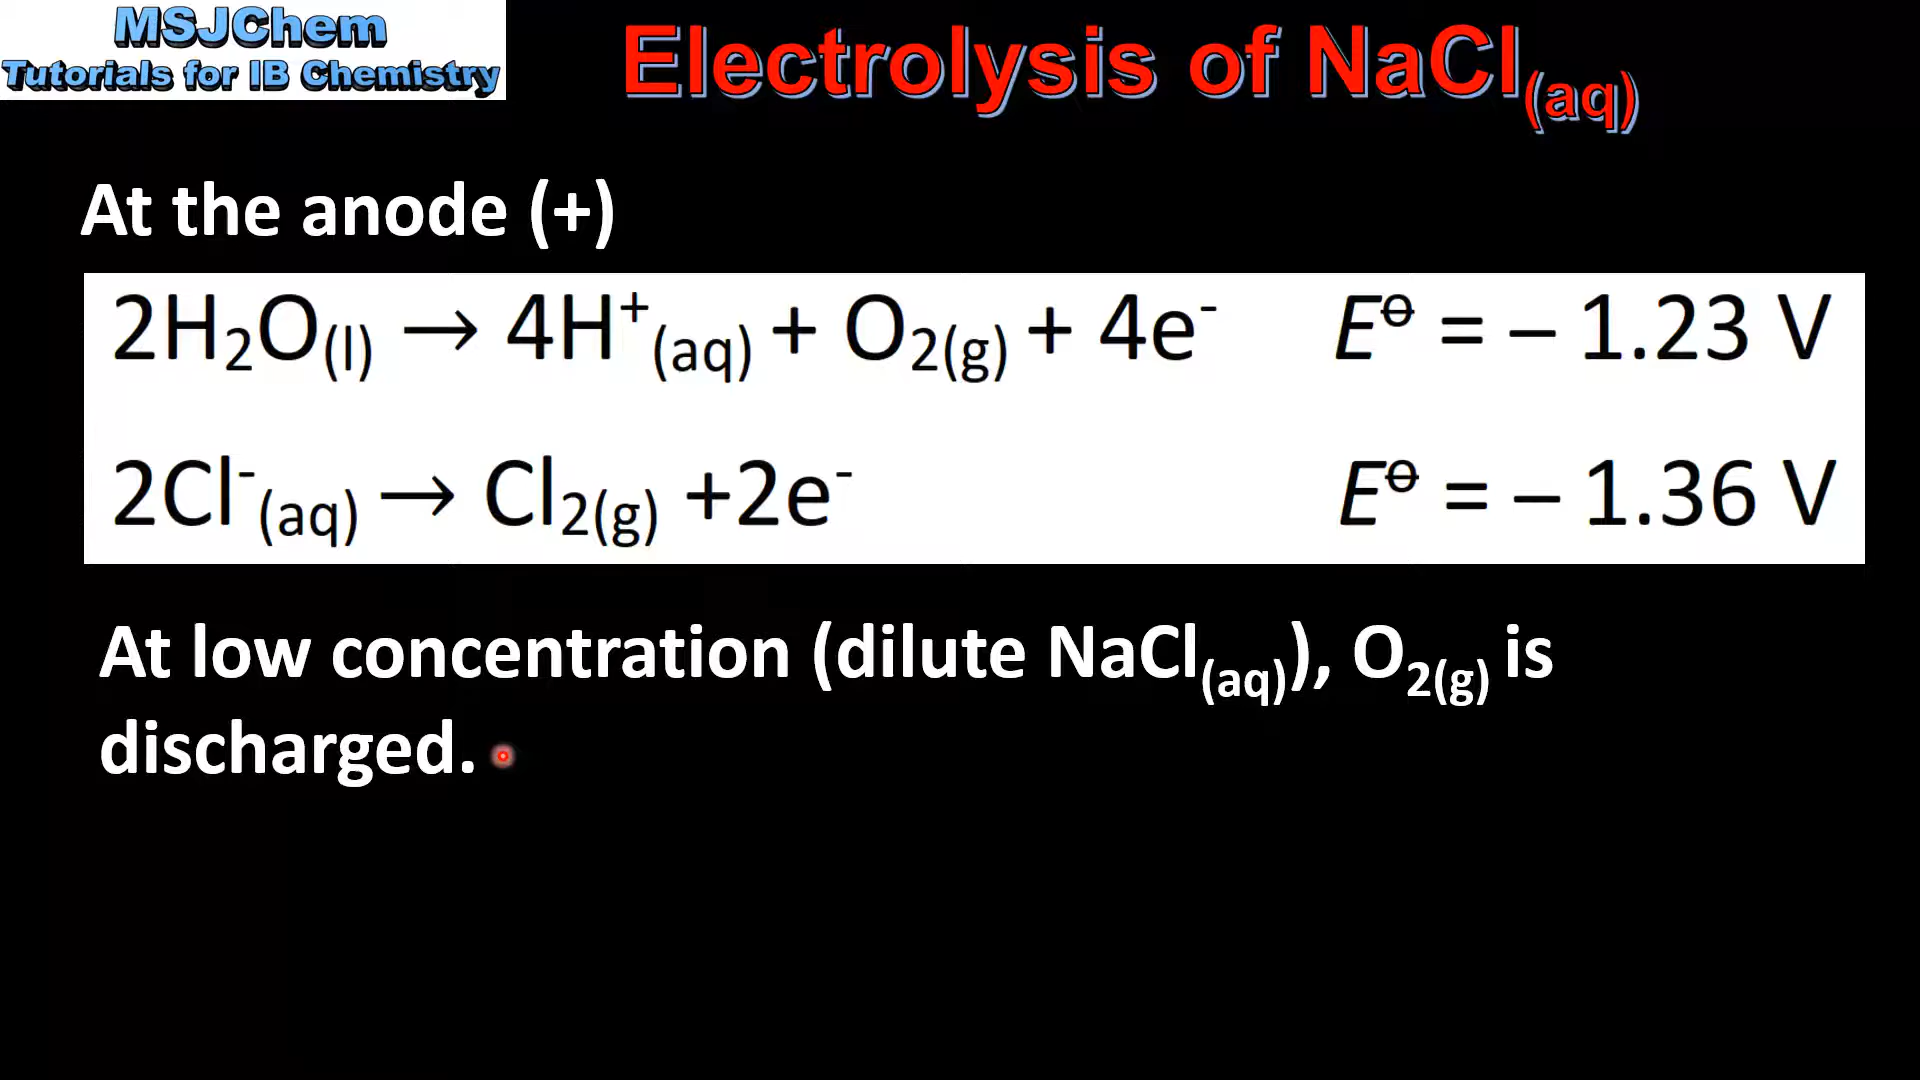 MSJChem
Tutorials for IB Chemistry
Electrolysis of NaCl(aq)
At the anode (+)
2H₂O(l) → 4H⁺(aq) + O₂(g) + 4e⁻ E⦵ = – 1.23 V
2Cl⁻(aq) → Cl₂(g) +2e⁻ E⦵ = – 1.36 V
At low concentration (dilute NaCl(aq)), O₂(g) is
discharged.